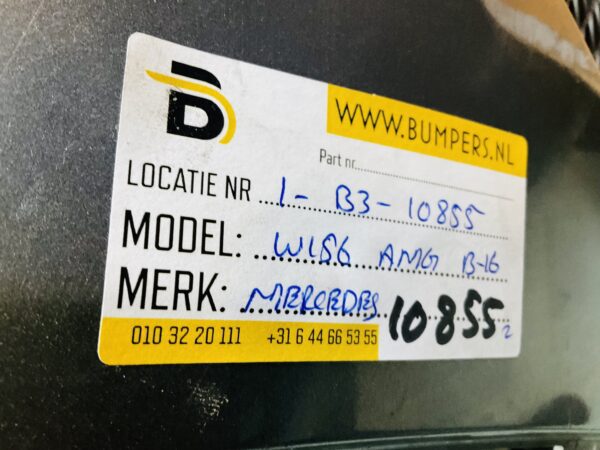 B
WWW.BUMPERS.NL
Part nr.
LOCATIE NR 1- B3-10855
MODEL: W156 AMG B-16
MERK: MERCEDES 10855 2
010 32 20 111 +31 6 44 66 53 55